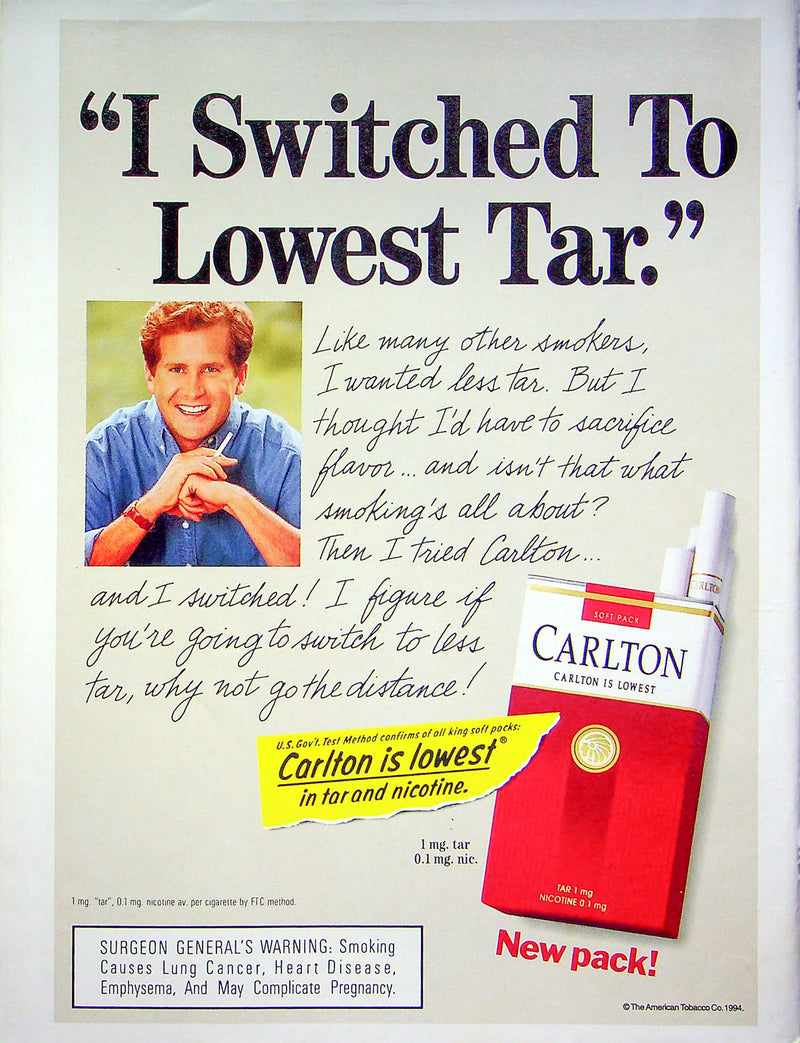 “I Switched To
Lowest Tar.”
Like many other smokers,
I wanted less tar. But I
thought I'd have to sacrifice
flavor... and isn't that what
smoking's all about?
Then I tried Carlton...
and I switched! I figure if
you're going to switch to less
tar, why not go the distance!
CARLTON
SOFT PACK
CARLTON
CARLTON IS LOWEST
U.S. Gov't. Test Method confirms of all king soft packs:
Carlton is lowest®
in tar and nicotine.
1 mg. tar
0.1 mg. nic.
TAR 1 mg
NICOTINE 0.1 mg
1 mg. "tar", 0.1 mg. nicotine av. per cigarette by FTC method.
SURGEON GENERAL'S WARNING: Smoking
Causes Lung Cancer, Heart Disease,
Emphysema, And May Complicate Pregnancy.
New pack!
© The American Tobacco Co. 1994.